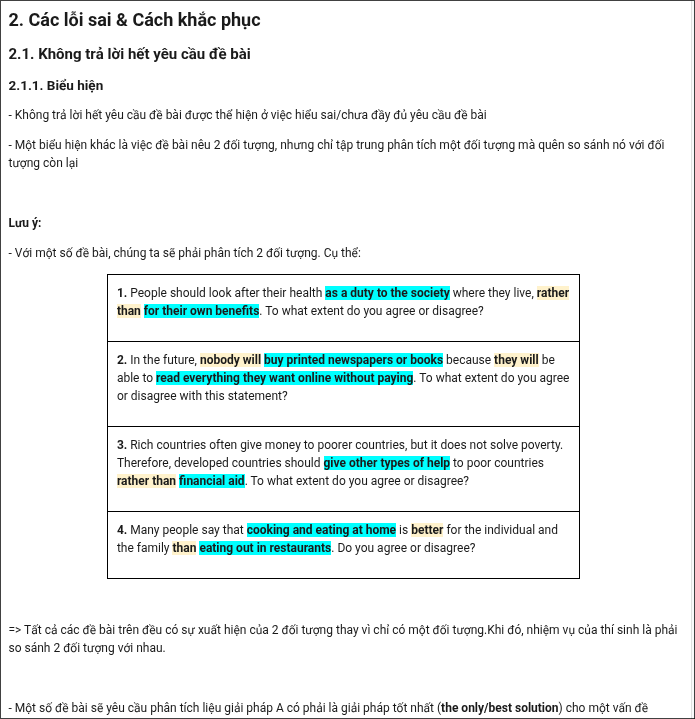 2. Các lỗi sai & Cách khắc phục
2.1. Không trả lời hết yêu cầu đề bài
2.1.1. Biểu hiện
- Không trả lời hết yêu cầu đề bài được thể hiện ở việc hiểu sai/chưa đầy đủ yêu cầu đề bài
- Một biểu hiện khác là việc đề bài nêu 2 đối tượng, nhưng chỉ tập trung phân tích một đối tượng mà quên so sánh nó với đối
tượng còn lại
Lưu ý:
- Với một số đề bài, chúng ta sẽ phải phân tích 2 đối tượng. Cụ thể:
1. People should look after their health as a duty to the society where they live, rather
than for their own benefits. To what extent do you agree or disagree?
2. In the future, nobody will buy printed newspapers or books because they will be
able to read everything they want online without paying. To what extent do you agree
or disagree with this statement?
3. Rich countries often give money to poorer countries, but it does not solve poverty.
Therefore, developed countries should give other types of help to poor countries
rather than financial aid. To what extent do you agree or disagree?
4. Many people say that cooking and eating at home is better for the individual and
the family than eating out in restaurants. Do you agree or disagree?
=> Tất cả các đề bài trên đều có sự xuất hiện của 2 đối tượng thay vì chỉ có một đối tượng.Khi đó, nhiệm vụ của thí sinh là phải
so sánh 2 đối tượng với nhau.
- Một số đề bài sẽ yêu cầu phân tích liệu giải pháp A có phải là giải pháp tốt nhất (the only/best solution) cho một vấn đề